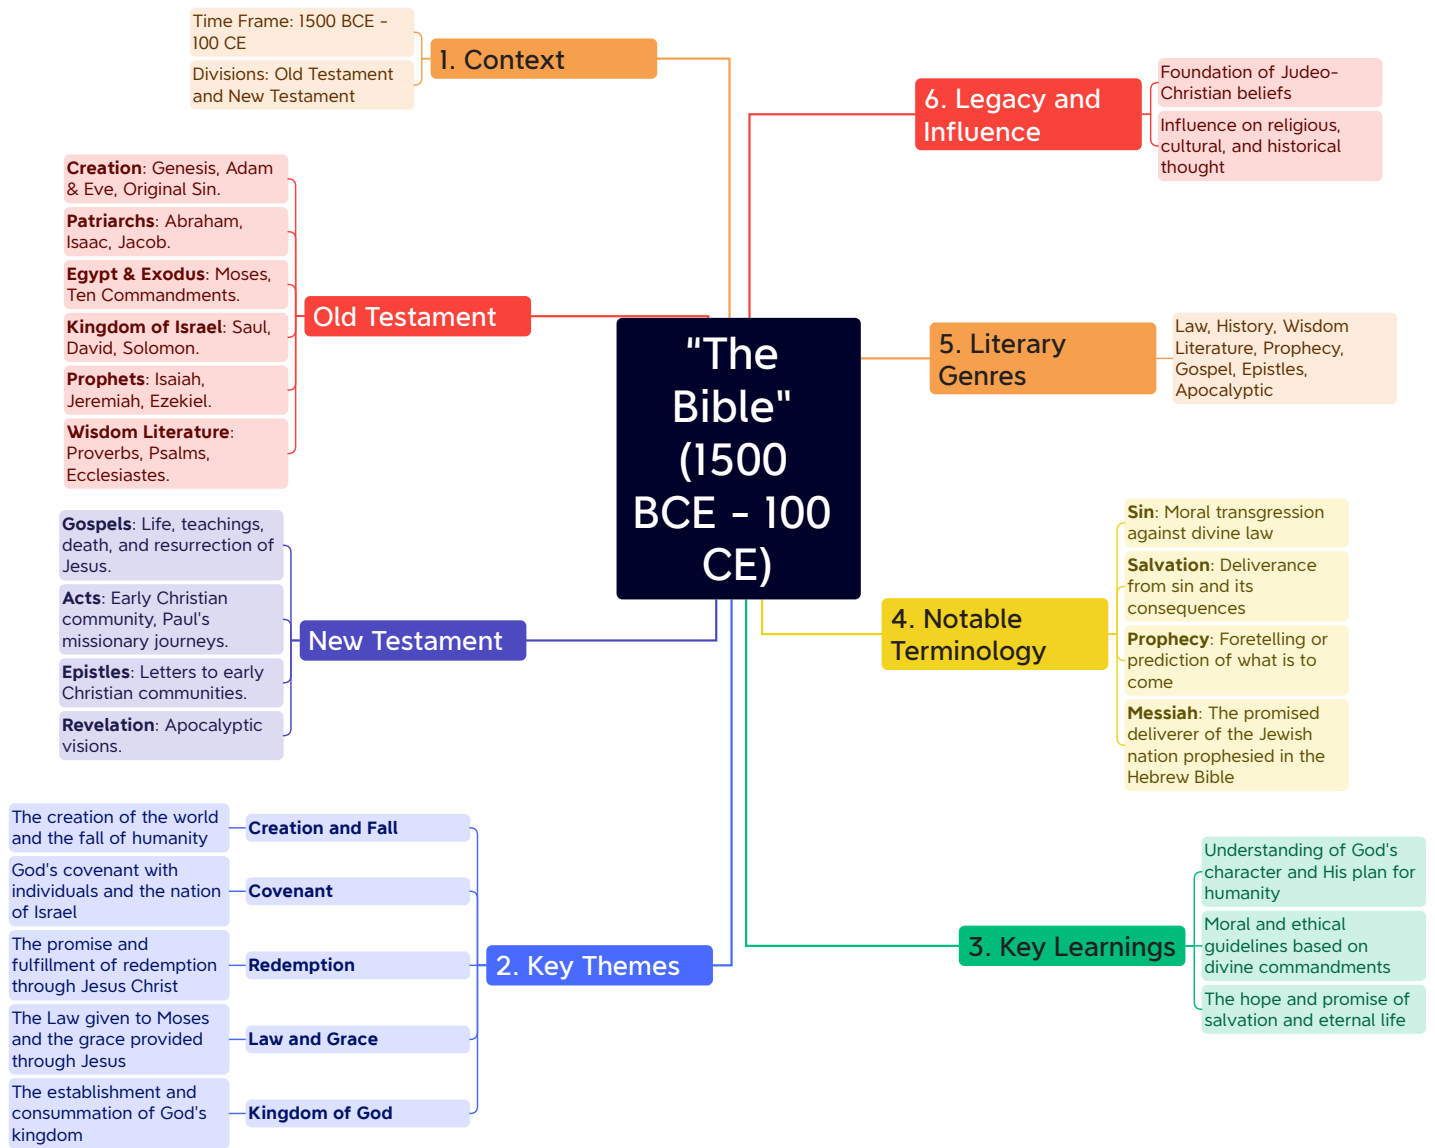 "The
Bible"
(1500
BCE - 100
CE)
1. Context
Time Frame: 1500 BCE -
100 CE
Divisions: Old Testament
and New Testament
Old Testament
Creation: Genesis, Adam
& Eve, Original Sin.
Patriarchs: Abraham,
Isaac, Jacob.
Egypt & Exodus: Moses,
Ten Commandments.
Kingdom of Israel: Saul,
David, Solomon.
Prophets: Isaiah,
Jeremiah, Ezekiel.
Wisdom Literature:
Proverbs, Psalms,
Ecclesiastes.
New Testament
Gospels: Life, teachings,
death, and resurrection of
Jesus.
Acts: Early Christian
community, Paul's
missionary journeys.
Epistles: Letters to early
Christian communities.
Revelation: Apocalyptic
visions.
2. Key Themes
Creation and Fall
The creation of the world
and the fall of humanity
Covenant
God's covenant with
individuals and the nation
of Israel
Redemption
The promise and
fulfillment of redemption
through Jesus Christ
Law and Grace
The Law given to Moses
and the grace provided
through Jesus
Kingdom of God
The establishment and
consummation of God's
kingdom
3. Key Learnings
Understanding of God's
character and His plan for
humanity
Moral and ethical
guidelines based on
divine commandments
The hope and promise of
salvation and eternal life
4. Notable
Terminology
Sin: Moral transgression
against divine law
Salvation: Deliverance
from sin and its
consequences
Prophecy: Foretelling or
prediction of what is to
come
Messiah: The promised
deliverer of the Jewish
nation prophesied in the
Hebrew Bible
5. Literary
Genres
Law, History, Wisdom
Literature, Prophecy,
Gospel, Epistles,
Apocalyptic
6. Legacy and
Influence
Foundation of Judeo-
Christian beliefs
Influence on religious,
cultural, and historical
thought